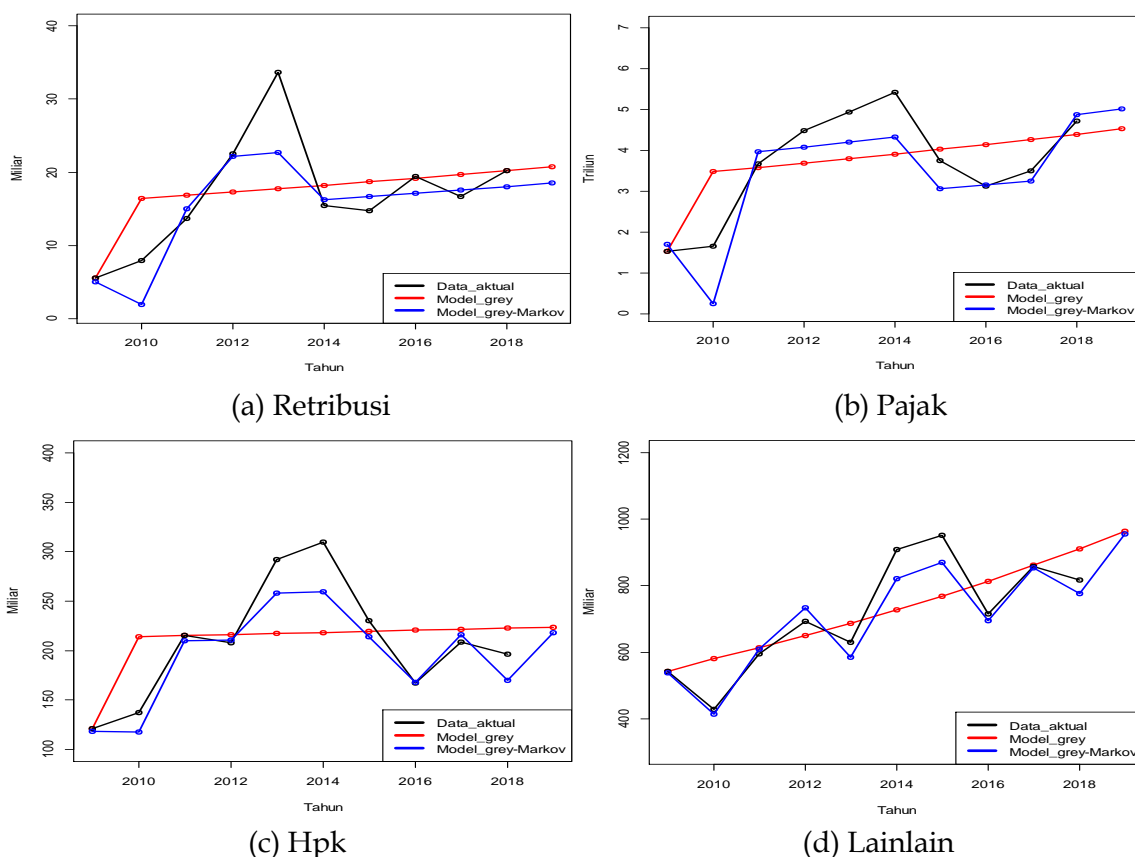 40
30
20
10
0
Miliar
2010 2012 2014 2016 2018
Tahun
Data_aktual
Model_grey
Model_grey-Markov
(a) Retribusi
7
6
5
4
3
2
1
0
Triliun
2010 2012 2014 2016 2018
Tahun
Data_aktual
Model_grey
Model_grey-Markov
(b) Pajak
400
350
300
250
200
150
100
Miliar
2010 2012 2014 2016 2018
Tahun
Data_aktual
Model_grey
Model_grey-Markov
(c) Hpk
1200
1000
800
600
400
Miliar
2010 2012 2014 2016 2018
Tahun
Data_aktual
Model_grey
Model_grey-Markov
(d) Lainlain